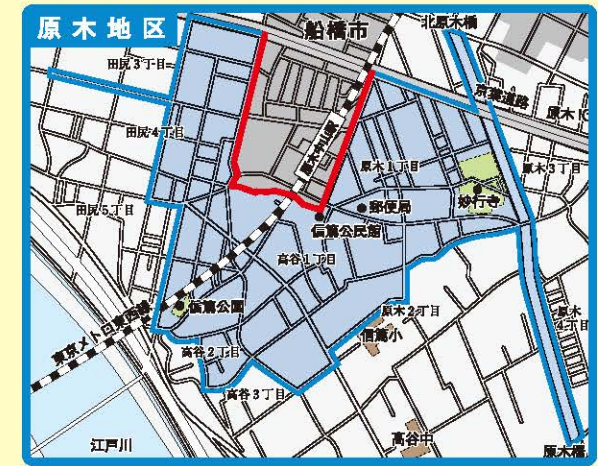 原木地区
船橋市
北原木橋
田尻3丁目
京葉道路
原木IC
田尻4丁目
原木中山駅
原木1丁目
原木3丁目
妙行寺
田尻5丁目
郵便局
信篤公民館
高谷1丁目
信篤公園
原木2丁目
原木
4丁目
東京メトロ東西線
信篤小
高谷2丁目
高谷3丁目
江戸川
高谷中
原木橋